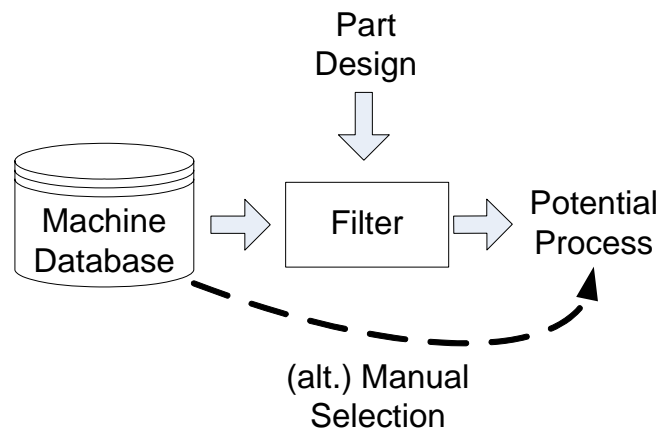 Part
Design
Machine
Database
Filter
Potential
Process
(alt.) Manual
Selection